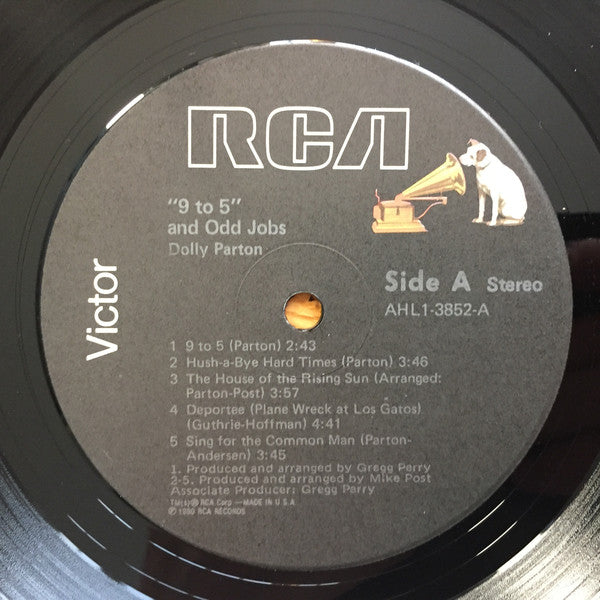 RCA
"9 to 5"
and Odd Jobs
Dolly Parton
Victor
Side A Stereo
AHL1-3852-A
1 9 to 5 (Parton) 2:43
2 Hush-a-Bye Hard Times (Parton) 3:46
3 The House of the Rising Sun (Arranged:
Parton-Post) 3:57
4 Deportee (Plane Wreck at Los Gatos)
(Guthrie-Hoffman) 4:41
5 Sing for the Common Man (Parton-
Andersen) 3:45
1. Produced and arranged by Gregg Perry
2-5. Produced and arranged by Mike Post
Associate Producer: Gregg Perry
TM(s)® RCA Corp —MADE IN U.S.A
℗ 1980 RCA RECORDS